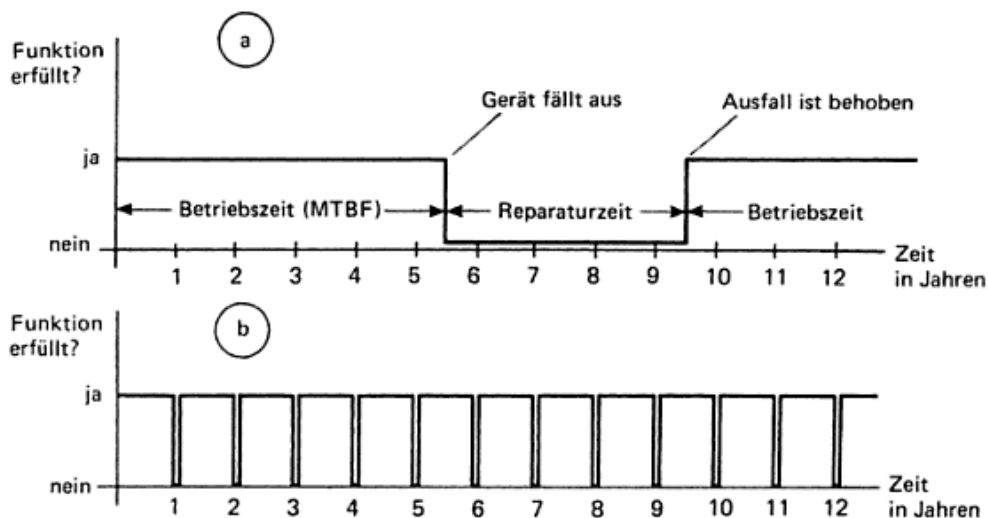 a
Funktion
erfüllt?
Gerät fällt aus
Ausfall ist behoben
ja
Betriebszeit (MTBF)
Reparaturzeit
Betriebszeit
nein
1 2 3 4 5 6 7 8 9 10 11 12
Zeit
in Jahren
b
Funktion
erfüllt?
ja
nein
1 2 3 4 5 6 7 8 9 10 11 12
Zeit
in Jahren